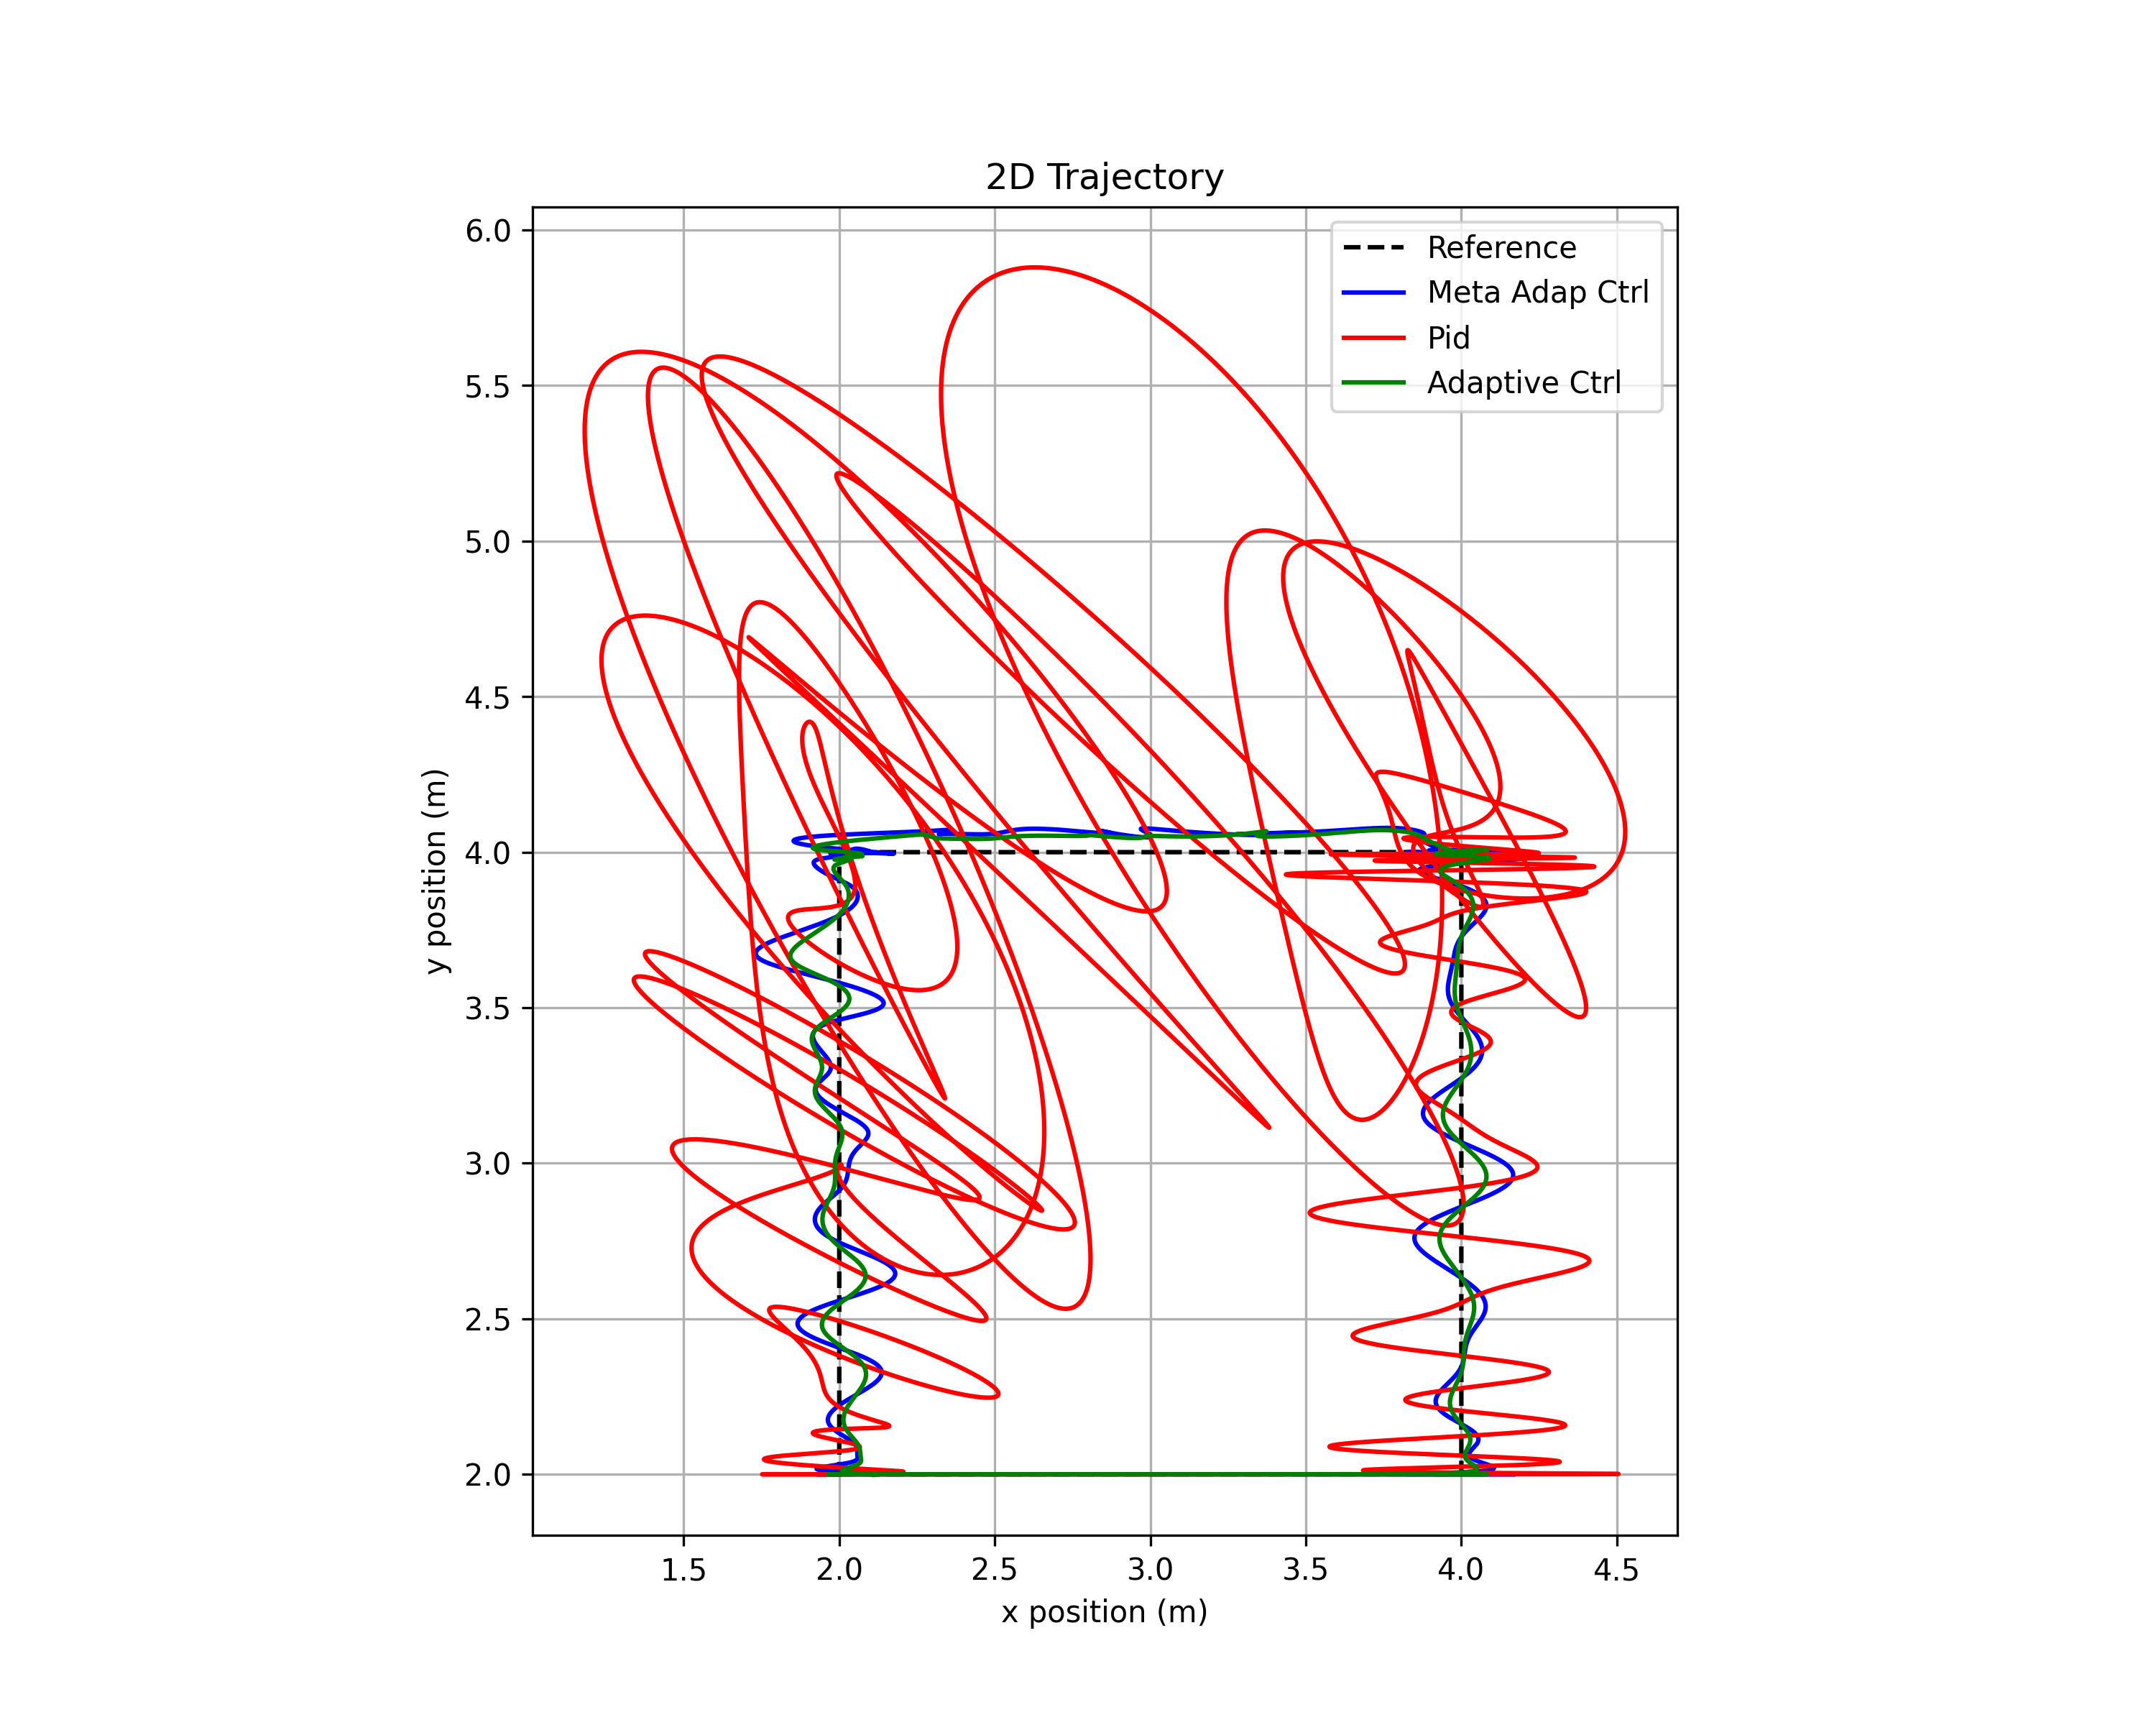 2D Trajectory
Reference
Meta Adap Ctrl
Pid
Adaptive Ctrl
6.0
5.5
5.0
4.5
4.0
3.5
3.0
2.5
2.0
y position (m)
1.5 2.0 2.5 3.0 3.5 4.0 4.5
x position (m)